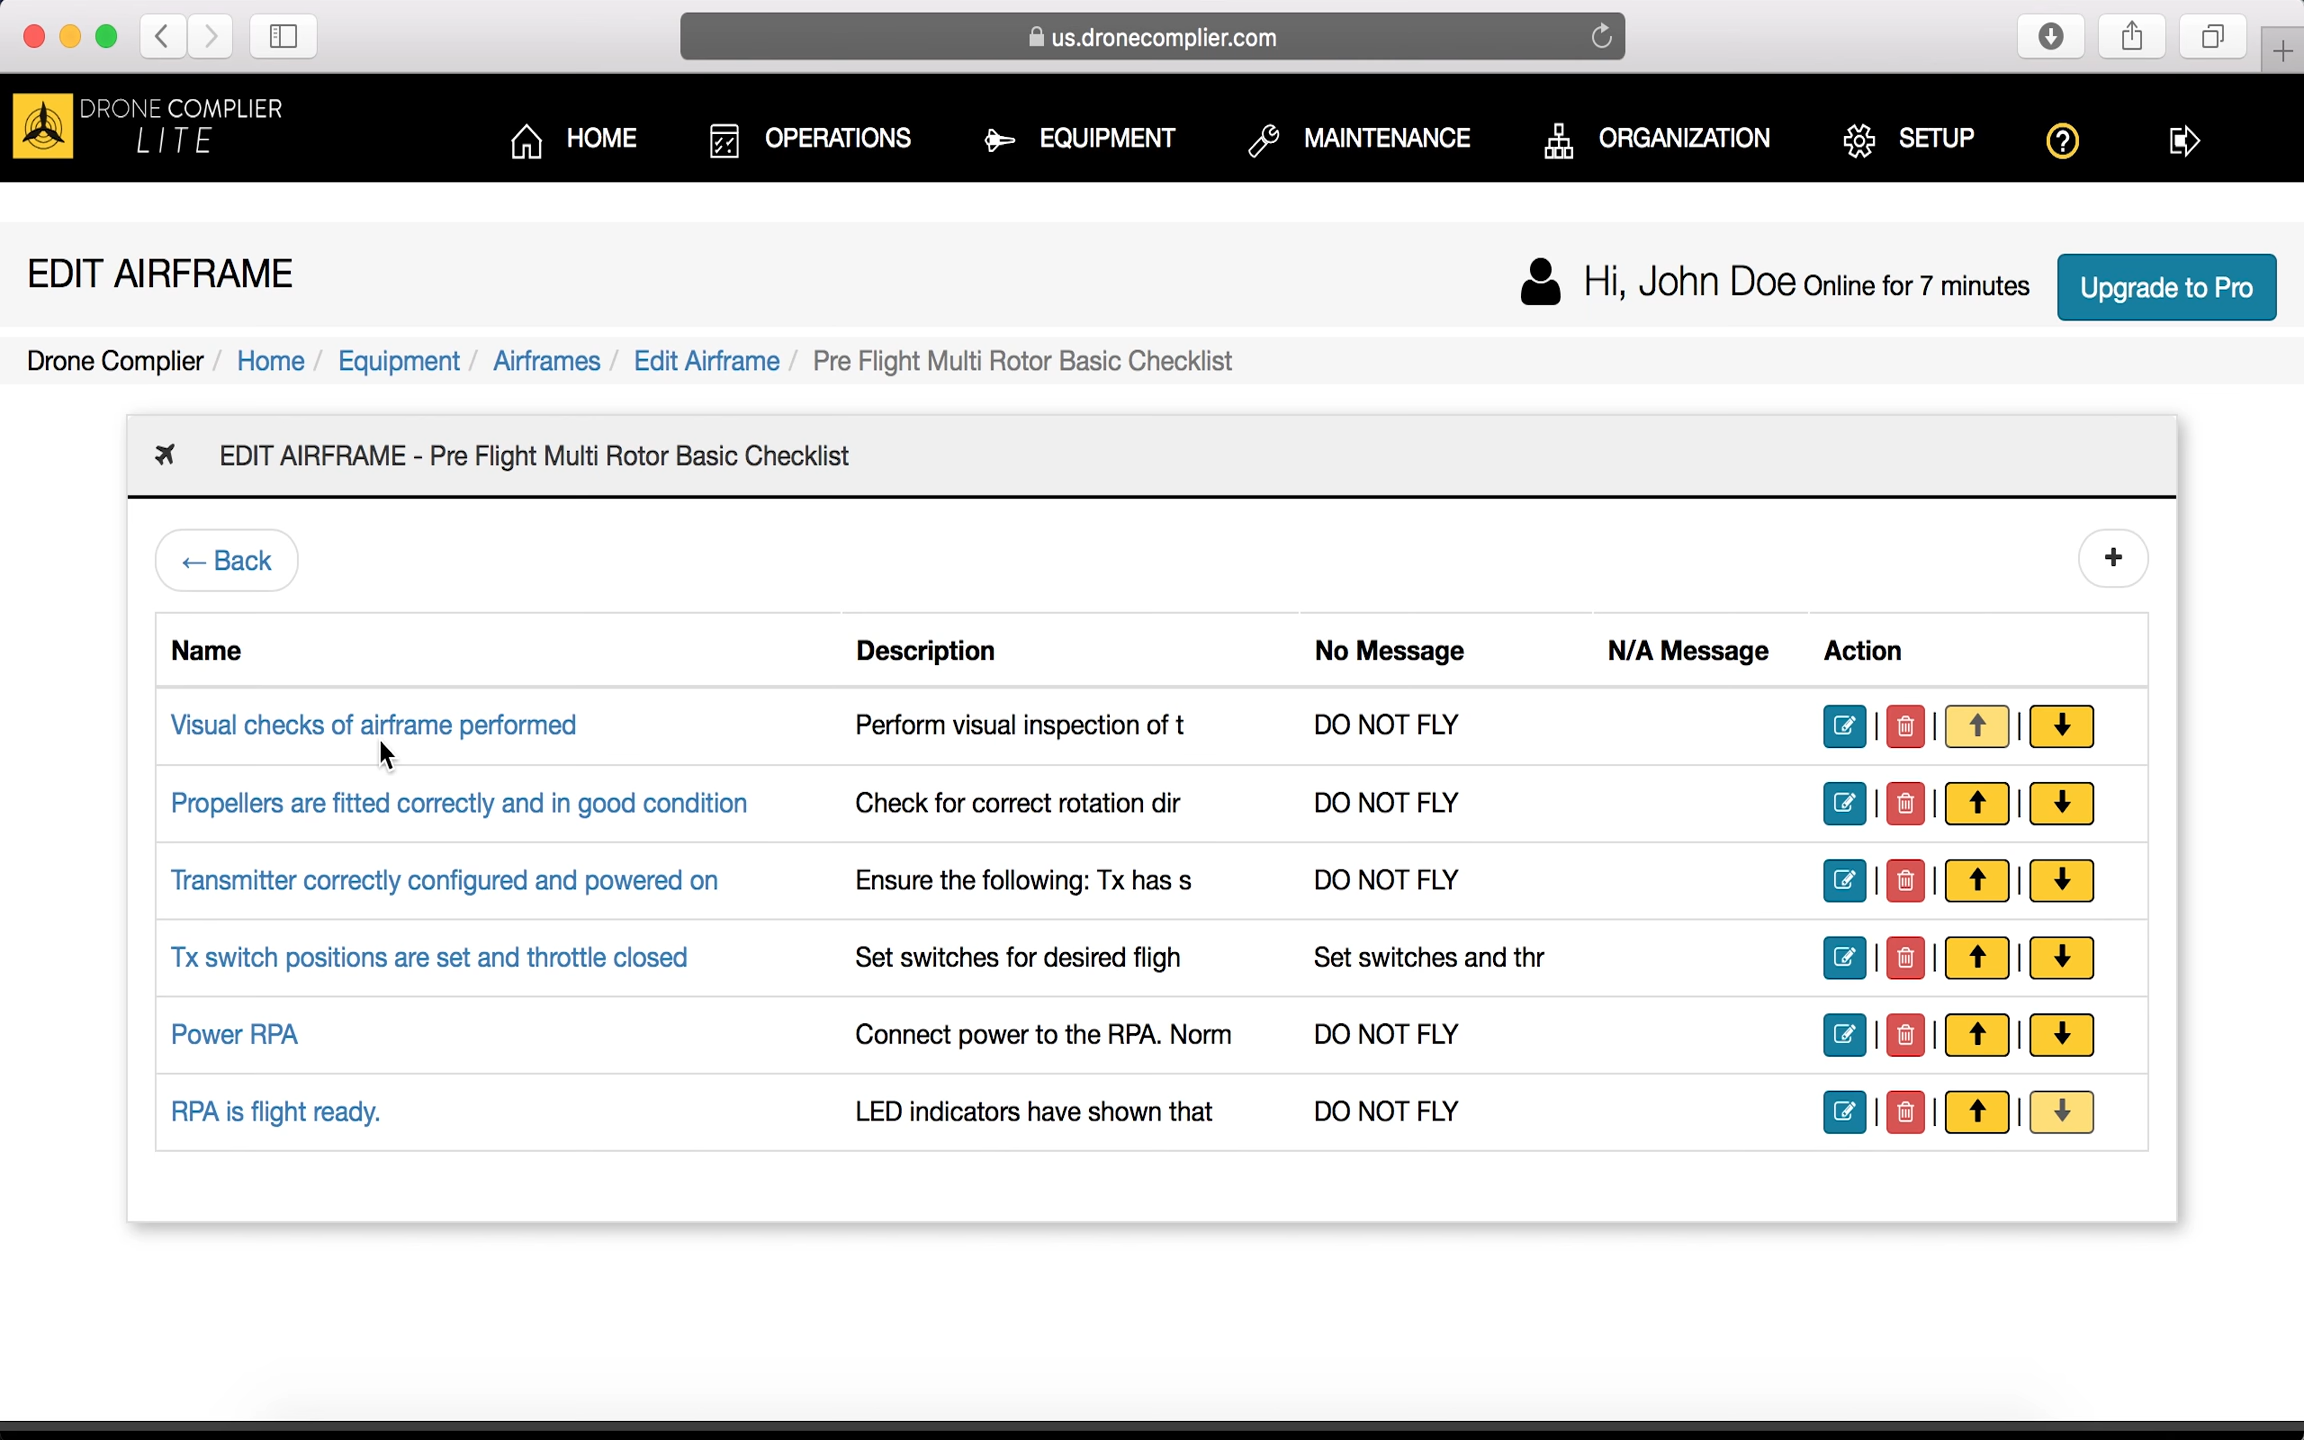 us.dronecomplier.com
DRONE COMPLIER
LITE
HOME
OPERATIONS
EQUIPMENT
MAINTENANCE
ORGANIZATION
SETUP
?
EDIT AIRFRAME
Hi, John Doe Online for 7 minutes
Upgrade to Pro
Drone Complier / Home / Equipment / Airframes / Edit Airframe / Pre Flight Multi Rotor Basic Checklist
EDIT AIRFRAME - Pre Flight Multi Rotor Basic Checklist
← Back
+
Name Description No Message N/A Message Action
Visual checks of airframe performed Perform visual inspection of t DO NOT FLY
Propellers are fitted correctly and in good condition Check for correct rotation dir DO NOT FLY
Transmitter correctly configured and powered on Ensure the following: Tx has s DO NOT FLY
Tx switch positions are set and throttle closed Set switches for desired fligh Set switches and thr
Power RPA Connect power to the RPA. Norm DO NOT FLY
RPA is flight ready. LED indicators have shown that DO NOT FLY